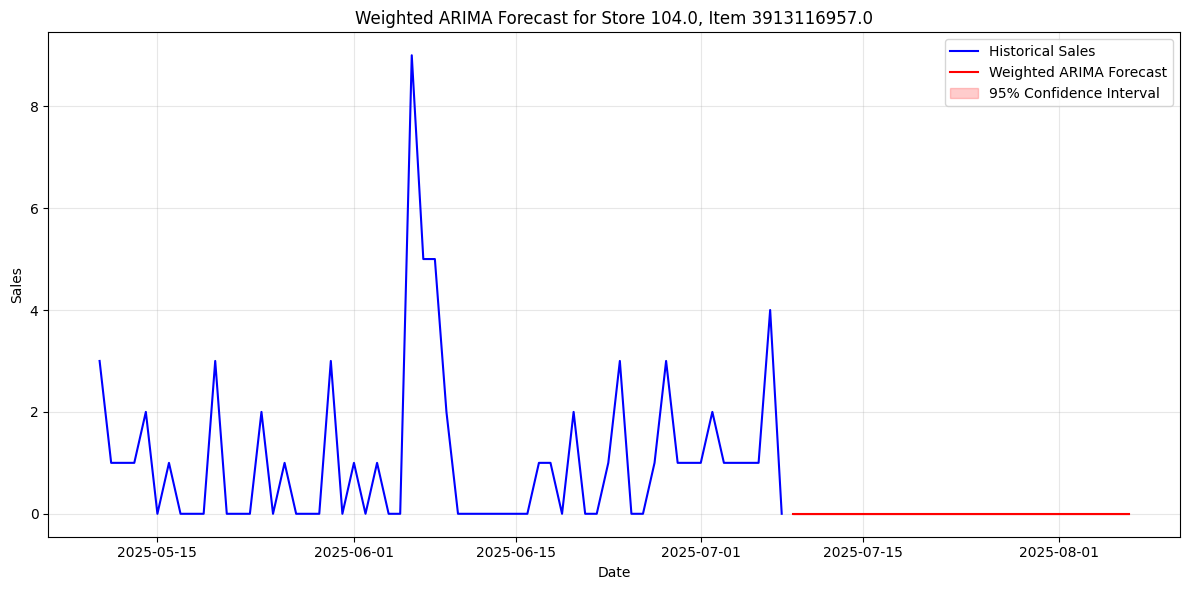 Weighted ARIMA Forecast for Store 104.0, Item 3913116957.0
Historical Sales
Weighted ARIMA Forecast
95% Confidence Interval
Sales
8
6
4
2
0
2025-05-15
2025-06-01
2025-06-15
2025-07-01
2025-07-15
2025-08-01
Date